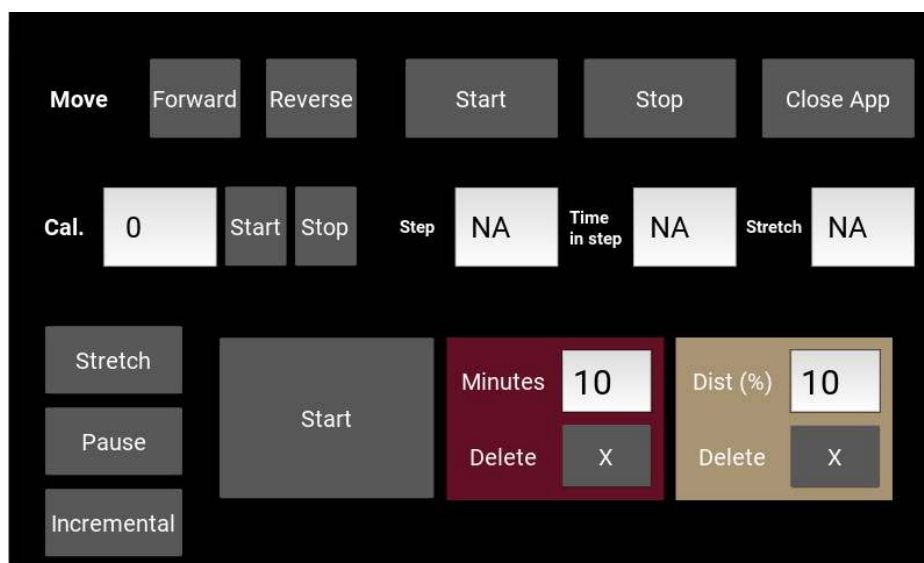 Move Forward Reverse Start Stop Close App
Cal. 0 Start Stop Step NA Time in step NA Stretch NA
Stretch
Pause
Incremental
Start
Minutes 10
Delete X
Dist (%) 10
Delete X